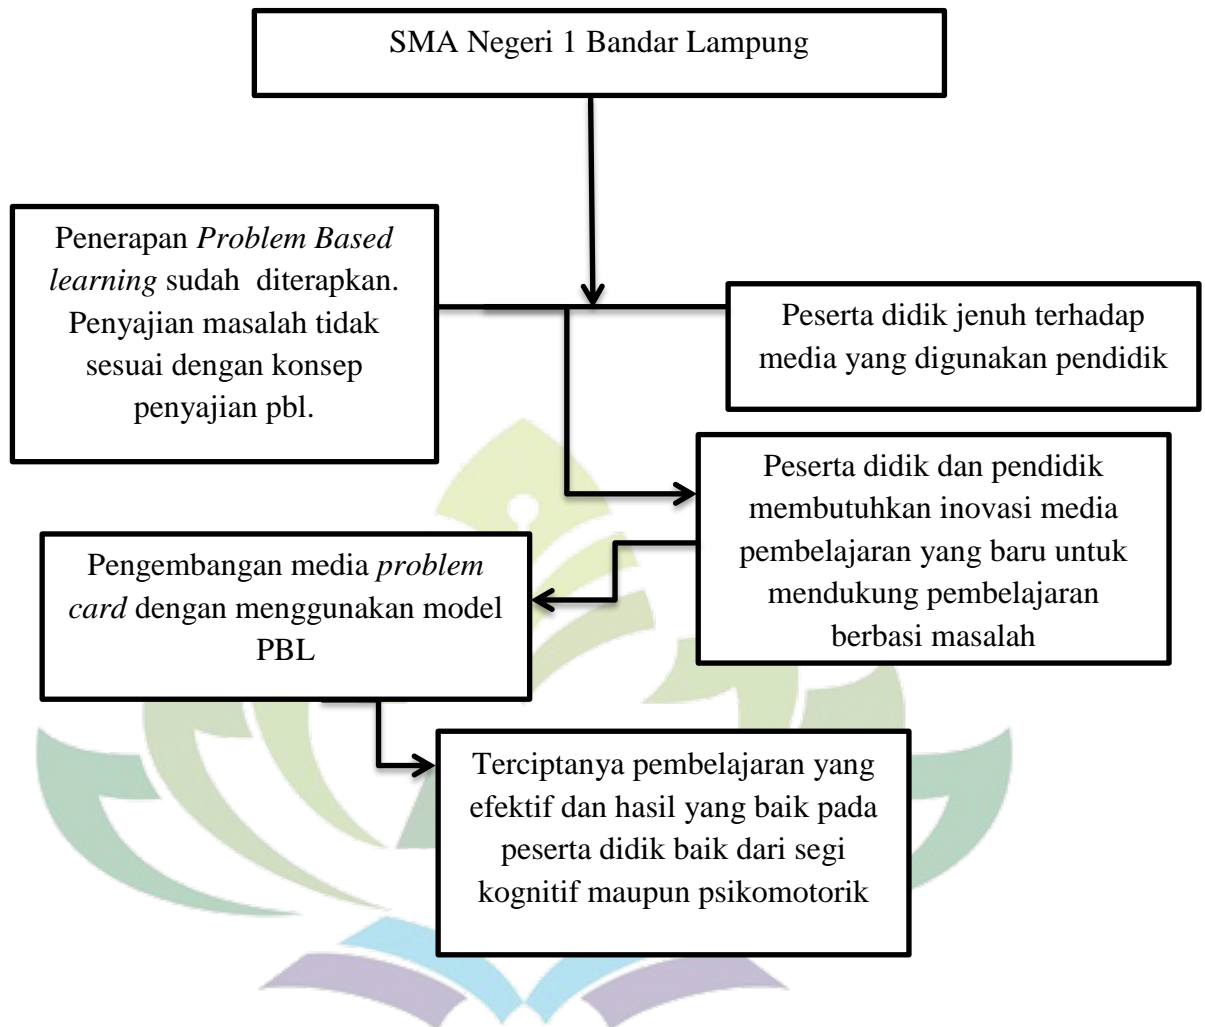 SMA Negeri 1 Bandar Lampung
Penerapan Problem Based
learning sudah  diterapkan.
Penyajian masalah tidak
sesuai dengan konsep
penyajian pbl.
Peserta didik jenuh terhadap
media yang digunakan pendidik
Peserta didik dan pendidik
membutuhkan inovasi media
pembelajaran yang baru untuk
mendukung pembelajaran
berbasi masalah
Pengembangan media problem
card dengan menggunakan model
PBL
Terciptanya pembelajaran yang
efektif dan hasil yang baik pada
peserta didik baik dari segi
kognitif maupun psikomotorik